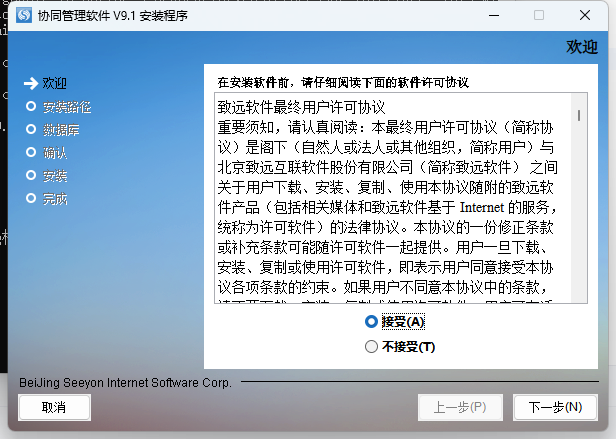 协同管理软件 V9.1 安装程序
欢迎
欢迎
安装路径
数据库
确认
安装
完成
在安装软件前，请仔细阅读下面的软件许可协议
致远软件最终用户许可协议
重要须知，请认真阅读：本最终用户许可协议（简称协
议）是阁下（自然人或法人或其他组织，简称用户）与
北京致远互联软件股份有限公司（简称致远软件） 之间
关于用户下载、安装、复制、使用本协议随附的致远软
件产品（包括相关媒体和致远软件基于 Internet 的服务，
统称为许可软件）的法律协议。本协议的一份修正条款
或补充条款可能随许可软件一起提供。用户一旦下载、
安装、复制或使用许可软件，即表示用户同意接受本协
议各项条款的约束。如果用户不同意本协议中的条款，
接受(A)
不接受(T)
BeiJing Seeyon Internet Software Corp.
取消
上一步(P)
下一步(N)